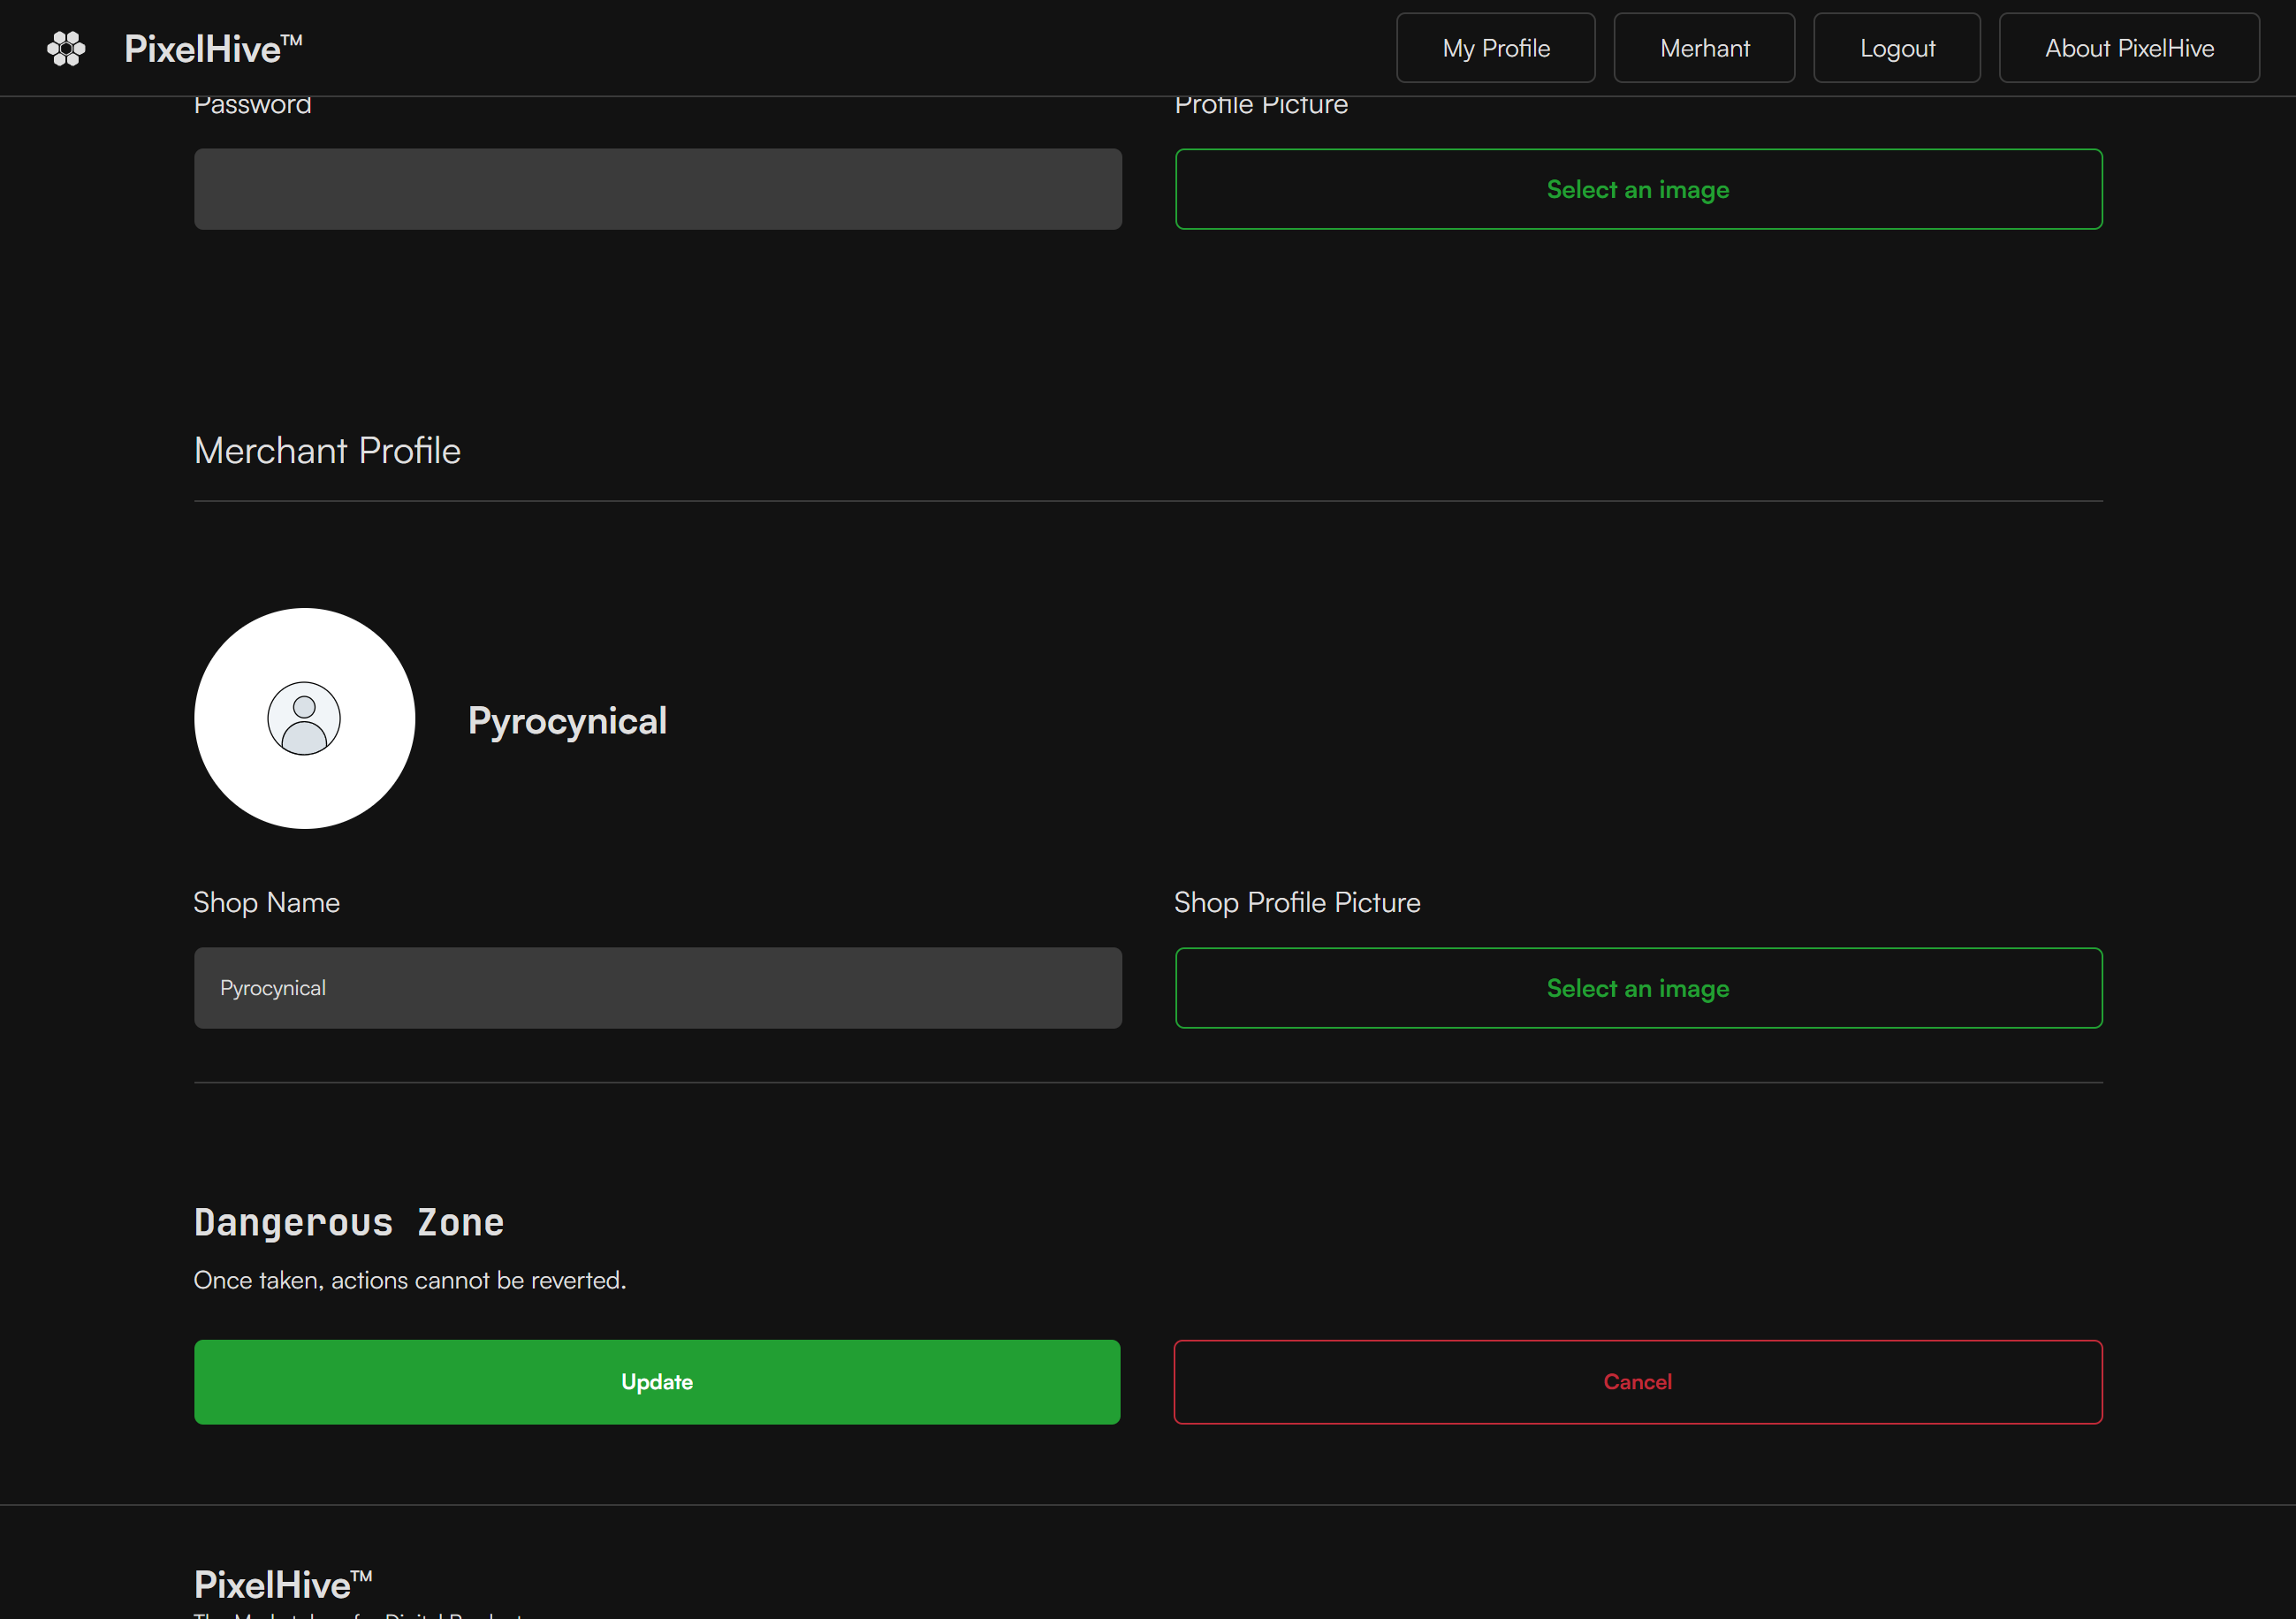 PixelHive™
My Profile
Merhant
Logout
About PixelHive
Password
Profile Picture
Select an image
Merchant Profile
Pyrocynical
Shop Name
Shop Profile Picture
Pyrocynical
Select an image
Dangerous Zone
Once taken, actions cannot be reverted.
Update
Cancel
PixelHive™